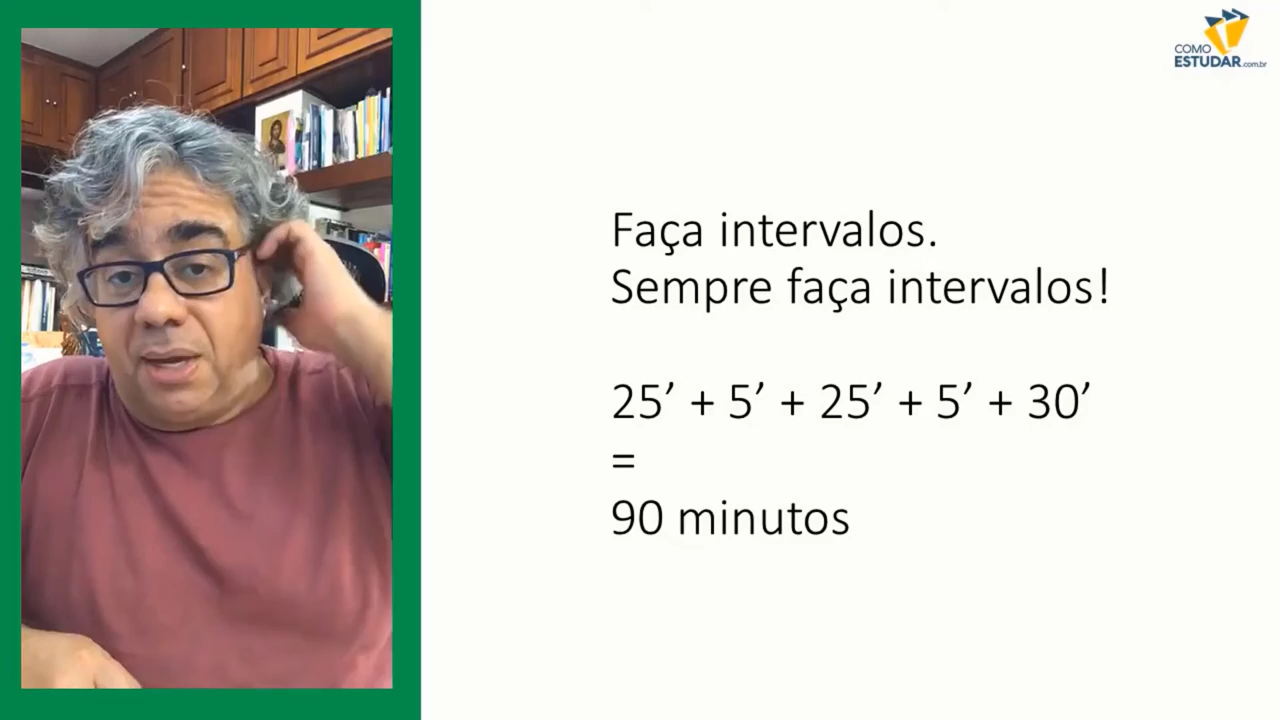 COMO
ESTUDAR.com.br
Faça intervalos.
Sempre faça intervalos!
25’ + 5’ + 25’ + 5’ + 30’
=
90 minutos